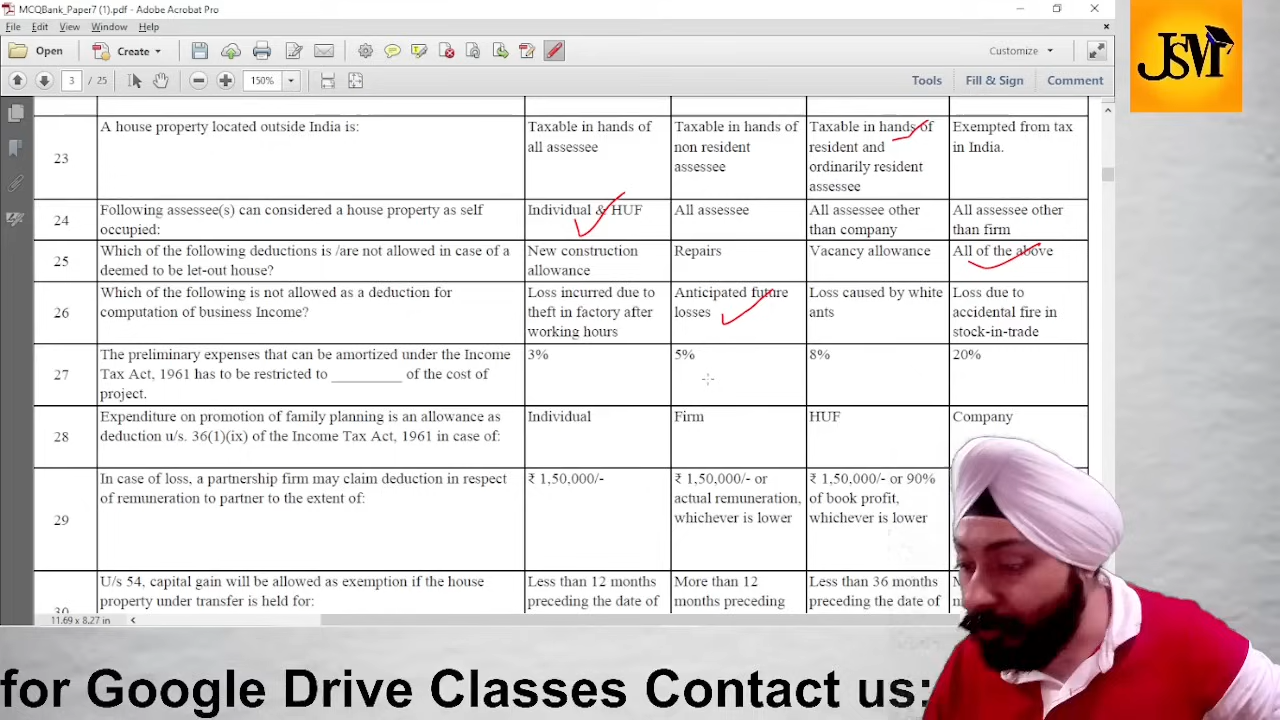 MCQBank_Paper7 (1).pdf - Adobe Acrobat Pro
File Edit View Window Help
Open Create Customize
3 / 25 150% Tools Fill & Sign Comment
23 A house property located outside India is: Taxable in hands of all assessee Taxable in hands of non resident assessee Taxable in hands of resident and ordinarily resident assessee Exempted from tax in India.
24 Following assessee(s) can considered a house property as self occupied: Individual & HUF All assessee All assessee other than company All assessee other than firm
25 Which of the following deductions is /are not allowed in case of a deemed to be let-out house? New construction allowance Repairs Vacancy allowance All of the above
26 Which of the following is not allowed as a deduction for computation of business Income? Loss incurred due to theft in factory after working hours Anticipated future losses Loss caused by white ants Loss due to accidental fire in stock-in-trade
27 The preliminary expenses that can be amortized under the Income Tax Act, 1961 has to be restricted to __________ of the cost of project. 3% 5% 8% 20%
28 Expenditure on promotion of family planning is an allowance as deduction u/s. 36(1)(ix) of the Income Tax Act, 1961 in case of: Individual Firm HUF Company
29 In case of loss, a partnership firm may claim deduction in respect of remuneration to partner to the extent of: ₹ 1,50,000/- ₹ 1,50,000/- or actual remuneration, whichever is lower ₹ 1,50,000/- or 90% of book profit, whichever is lower
30 U/s 54, capital gain will be allowed as exemption if the house property under transfer is held for: Less than 12 months preceding the date of More than 12 months preceding Less than 36 months preceding the date of
11.69 x 8.27 in
JSM
for Google Drive Classes Contact us: